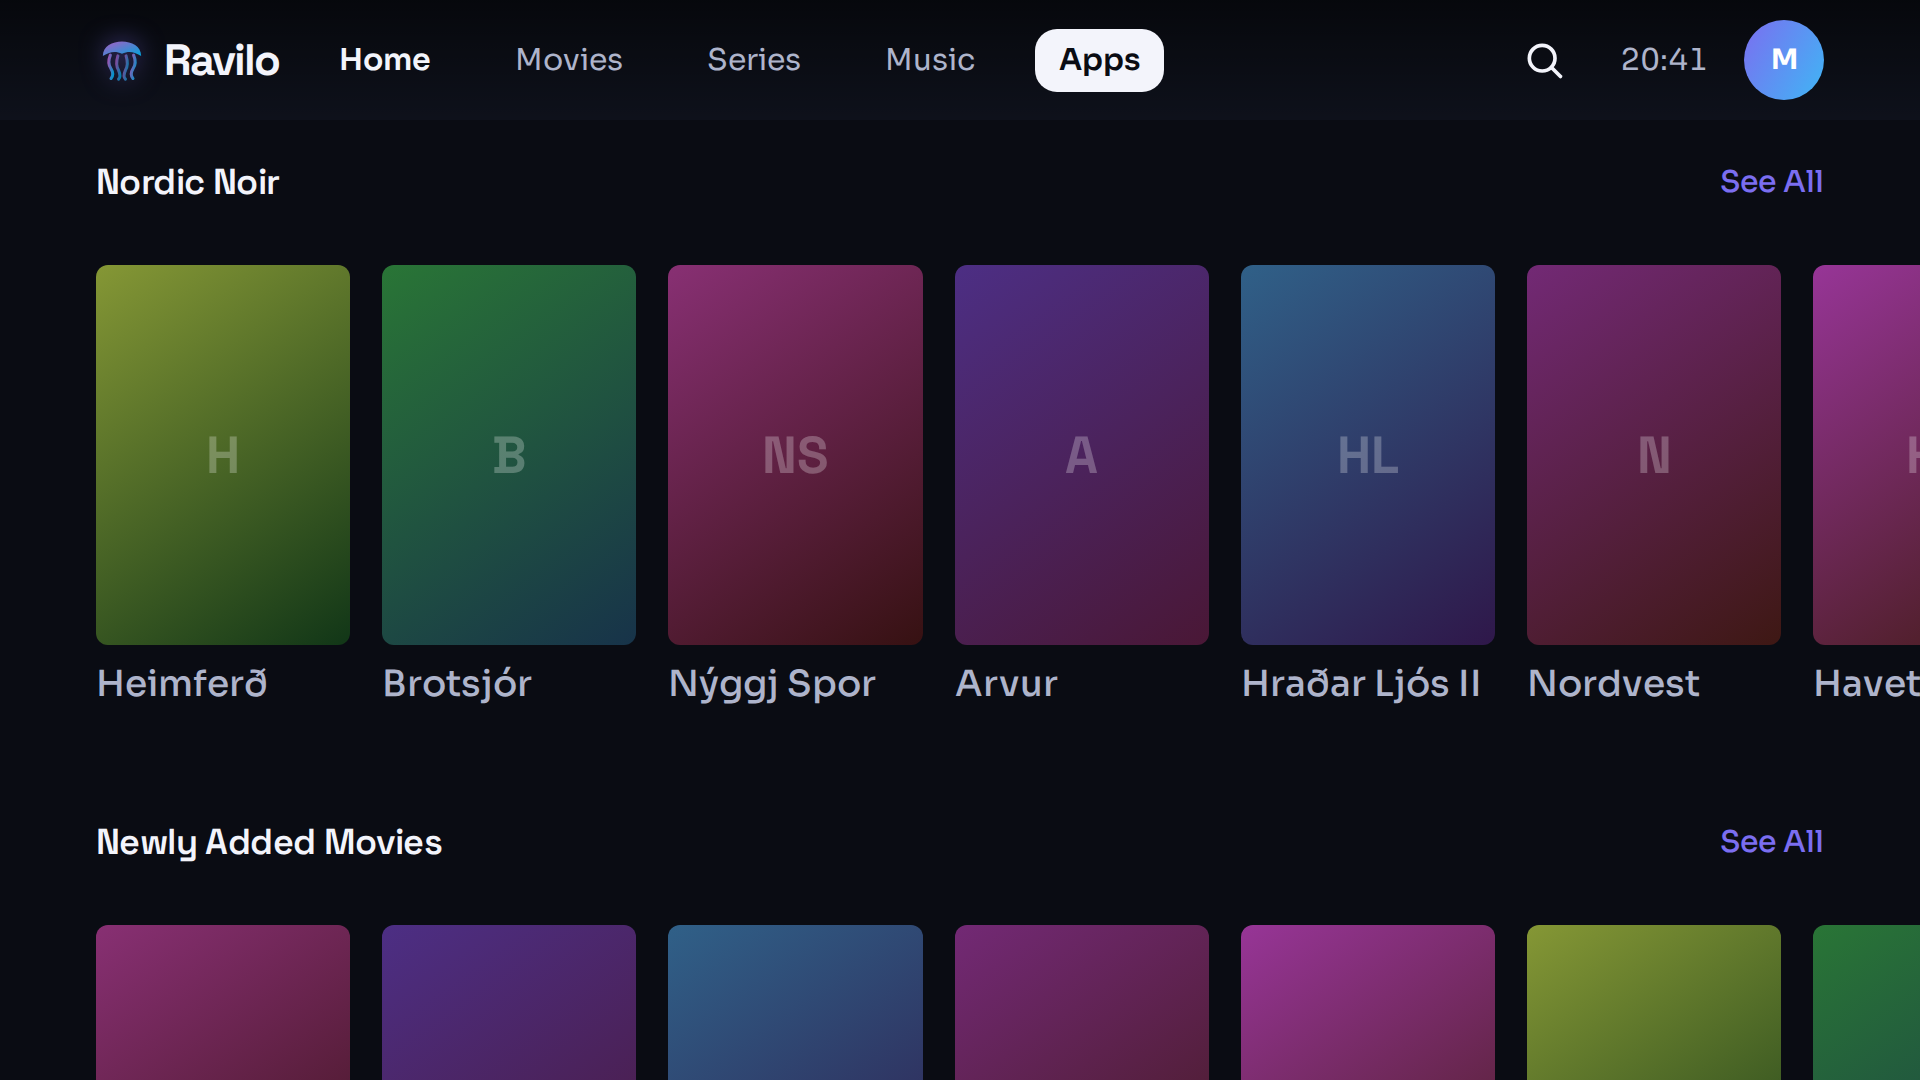 Ravilo Home Movies Series Music Apps 20:41 M
Nordic Noir See All
H B NS A HL N
Heimferð Brotsjór Nýggj Spor Arvur Hraðar Ljós II Nordvest
Newly Added Movies See All